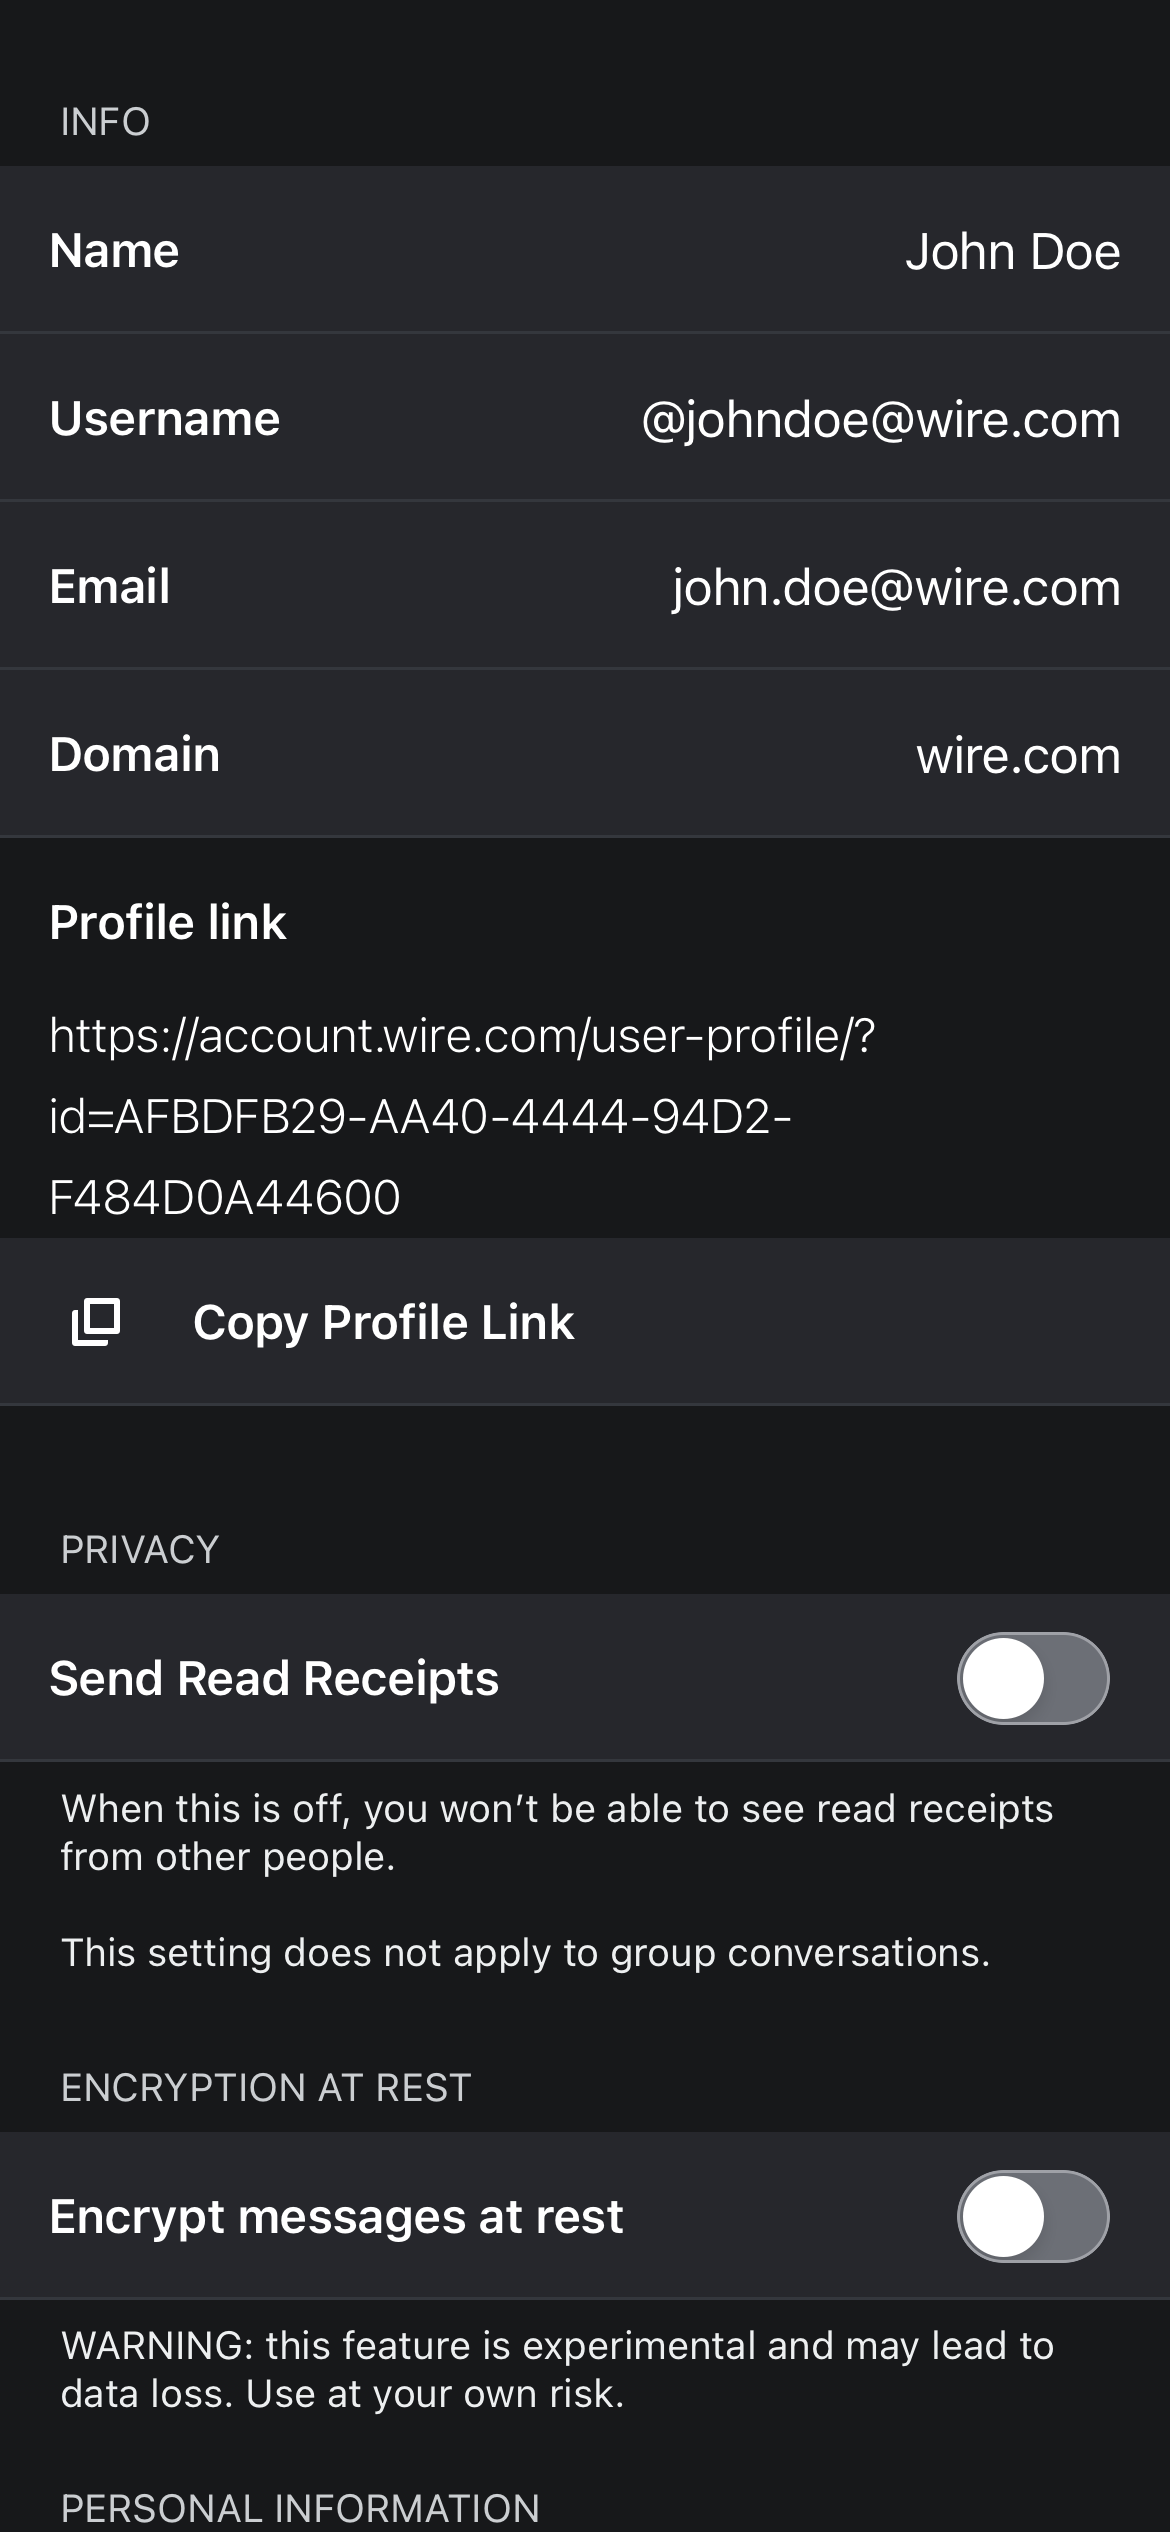 INFO
Name John Doe
Username @johndoe@wire.com
Email john.doe@wire.com
Domain wire.com
Profile link
https://account.wire.com/user-profile/?
id=AFBDFB29-AA40-4444-94D2-
F484D0A44600
Copy Profile Link
PRIVACY
Send Read Receipts
When this is off, you won’t be able to see read receipts
from other people.
This setting does not apply to group conversations.
ENCRYPTION AT REST
Encrypt messages at rest
WARNING: this feature is experimental and may lead to
data loss. Use at your own risk.
PERSONAL INFORMATION